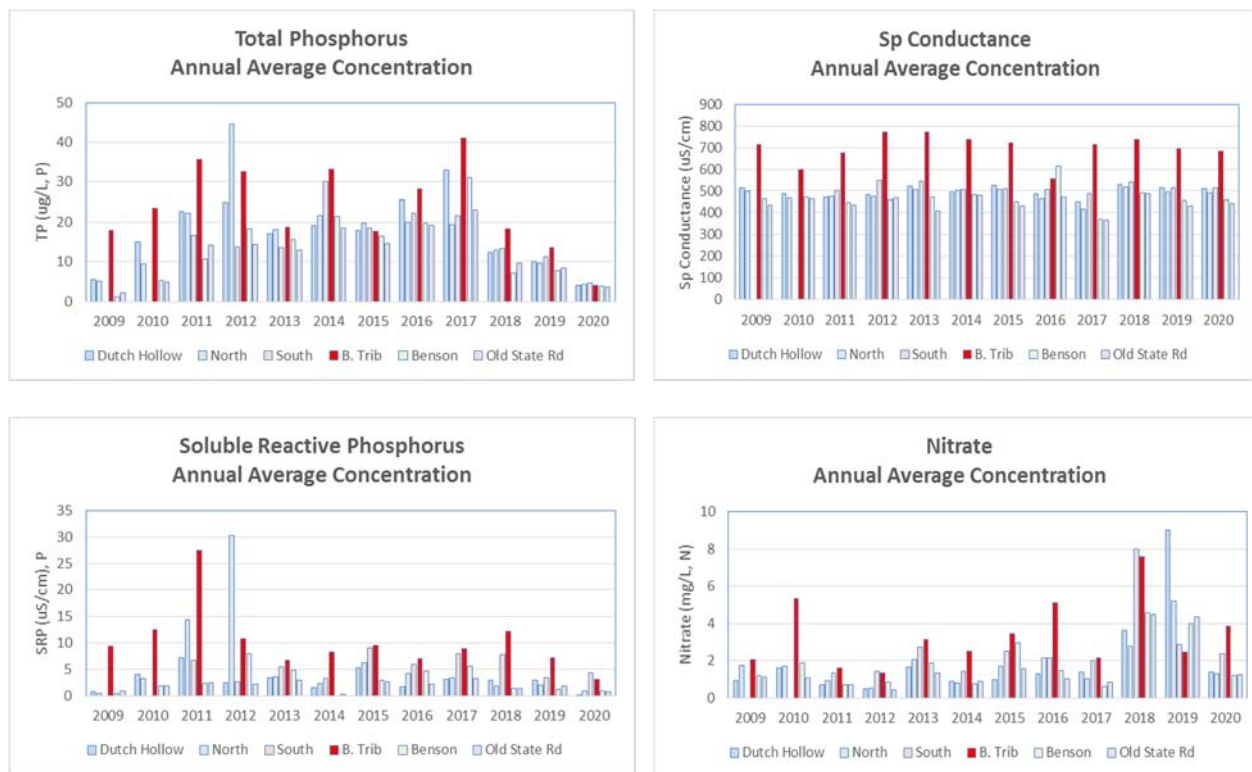 Total Phosphorus
Annual Average Concentration
TP (ug/L, P)
50
40
30
20
10
0
2009 2010 2011 2012 2013 2014 2015 2016 2017 2018 2019 2020
Dutch Hollow North South B. Trib Benson Old State Rd
Sp Conductance
Annual Average Concentration
Sp Conductance (uS/cm)
900
800
700
600
500
400
300
200
100
0
2009 2010 2011 2012 2013 2014 2015 2016 2017 2018 2019 2020
Dutch Hollow North South B. Trib Benson Old State Rd
Soluble Reactive Phosphorus
Annual Average Concentration
SRP (uS/cm), P
35
30
25
20
15
10
5
0
2009 2010 2011 2012 2013 2014 2015 2016 2017 2018 2019 2020
Dutch Hollow North South B. Trib Benson Old State Rd
Nitrate
Annual Average Concentration
Nitrate (mg/L, N)
10
8
6
4
2
0
2009 2010 2011 2012 2013 2014 2015 2016 2017 2018 2019 2020
Dutch Hollow North South B. Trib Benson Old State Rd